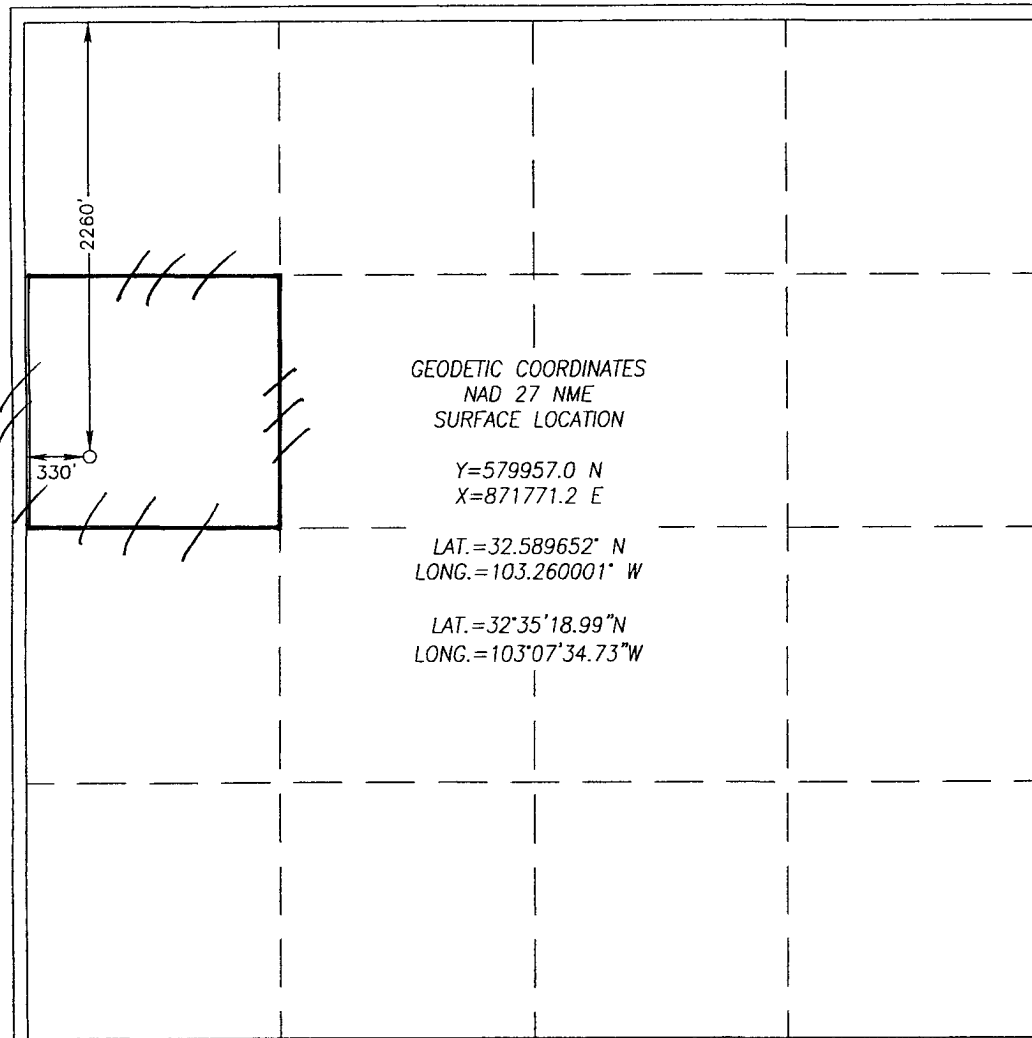 2260'
330'
GEODETIC COORDINATES
NAD 27 NME
SURFACE LOCATION
Y=579957.0 N
X=871771.2 E
LAT.=32.589652° N
LONG.=103.260001° W
LAT.=32°35'18.99"N
LONG.=103°07'34.73"W